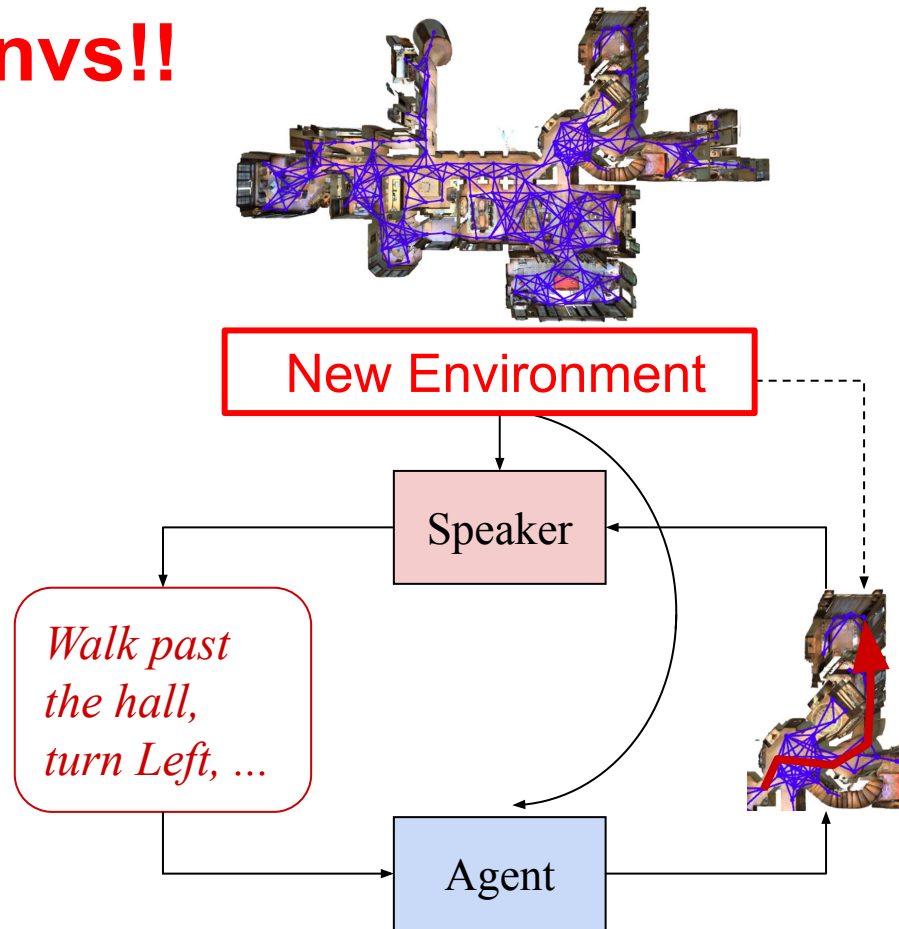 nvs!!
New Environment
Speaker
Walk past
the hall,
turn Left, ...
Agent